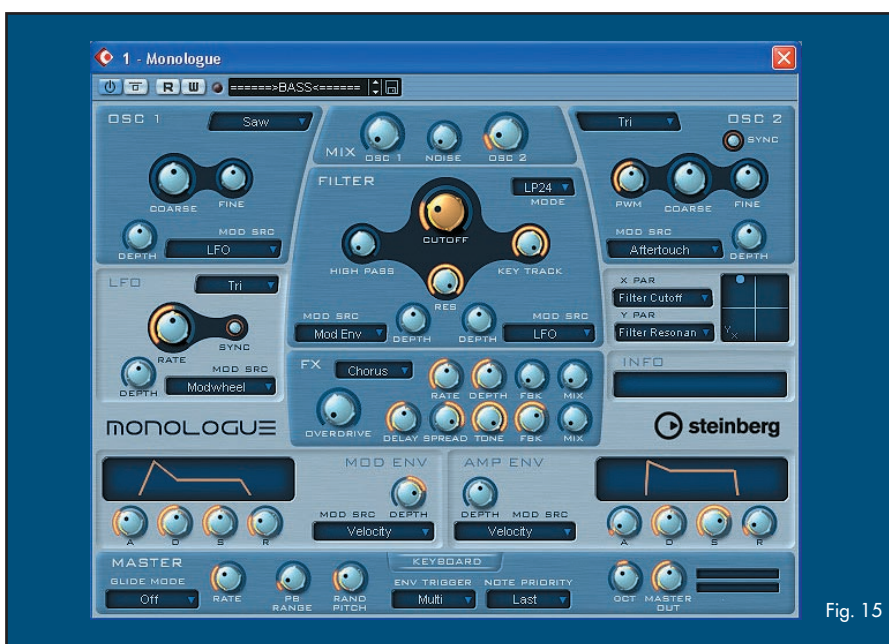 1 - Monologue
R W ======>BASS<======
OSC 1 Saw
COARSE FINE
MOD SRC
DEPTH LFO
MIX OSC 1 NOISE OSC 2
Tri OSC 2
SYNC
PWM COARSE FINE
MOD SRC
Aftertouch DEPTH
FILTER
LP24
MODE
CUTOFF
HIGH PASS KEY TRACK
RES
MOD SRC MOD SRC
Mod Env DEPTH DEPTH LFO
LFO Tri
RATE SYNC
MOD SRC
DEPTH Modwheel
X PAR
Filter Cutoff
Y PAR
Filter Resonan
Y X
INFO
FX Chorus
RATE DEPTH FBK MIX
OVERDRIVE DELAY SPREAD TONE FBK MIX
MONOLOGUE
steinberg
MOD ENV
MOD SRC DEPTH
Velocity
A D S R
AMP ENV
DEPTH MOD SRC
Velocity
A D S R
MASTER
GLIDE MODE
Off RATE PB RANGE RAND PITCH
KEYBOARD
ENV TRIGGER NOTE PRIORITY
Multi Last
OCT MASTER OUT
Fig. 15